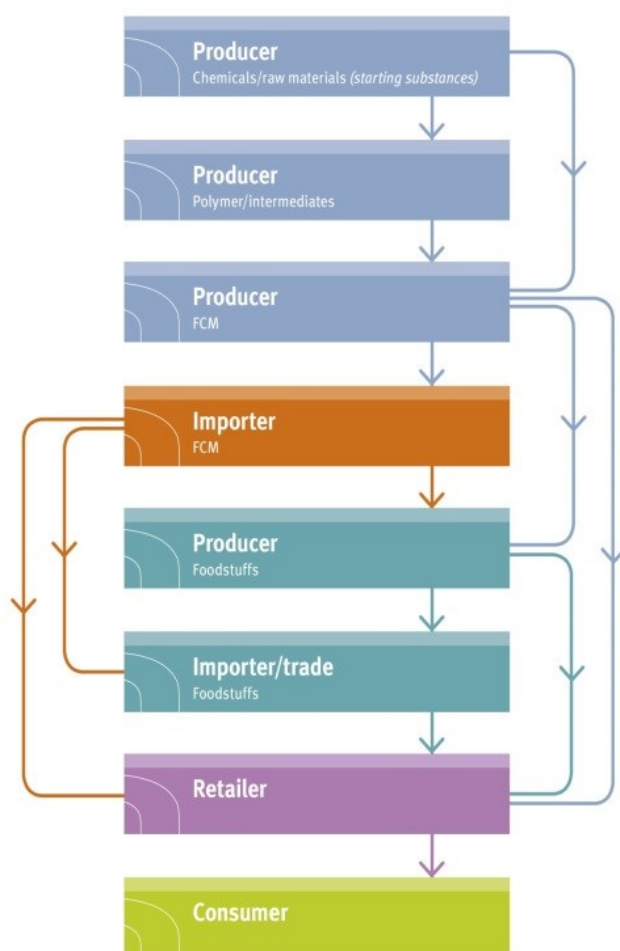 Producer
Chemicals/raw materials (starting substances)
Producer
Polymer/intermediates
Producer
FCM
Importer
FCM
Producer
Foodstuffs
Importer/trade
Foodstuffs
Retailer
Consumer